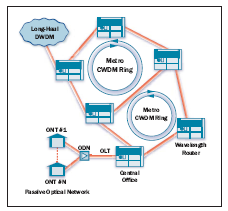 Long-Haul
DWDM
Metro
CWDM Ring
Metro
CWDM Ring
ONT #1
ODN
OLT
Wavelength
Router
ONT #N
Central
Office
Passive Optical Network